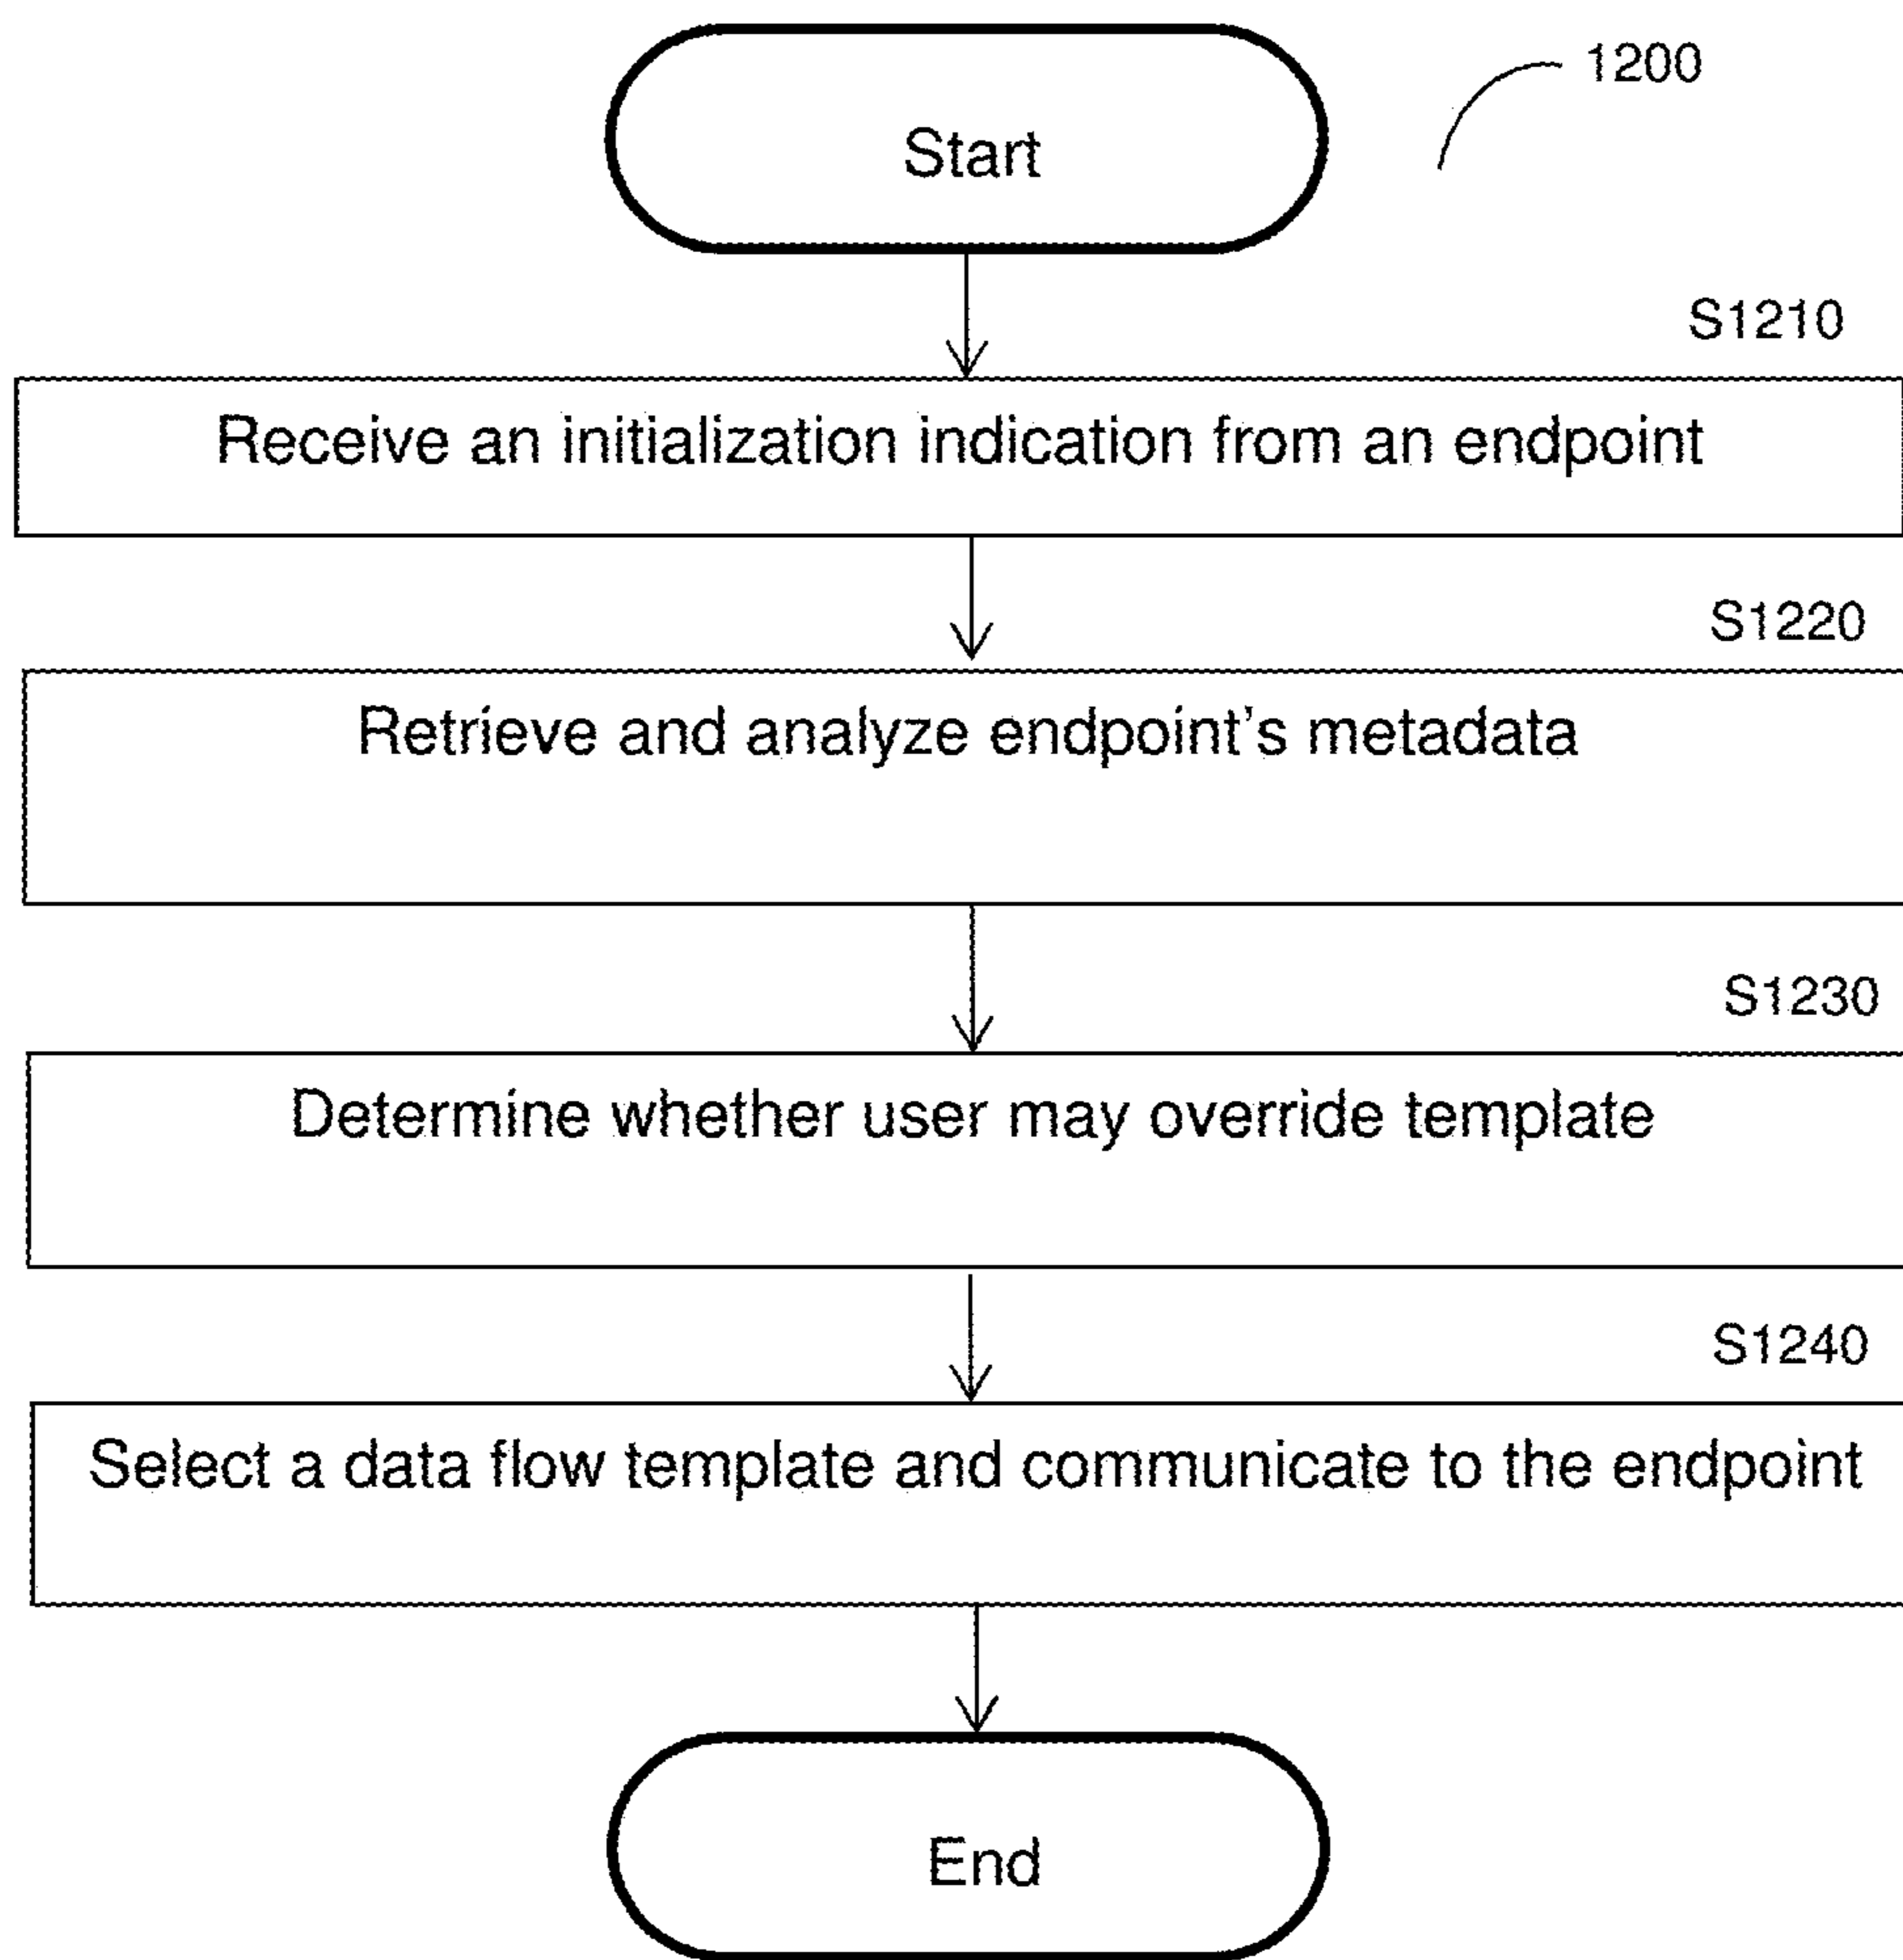 Start
1200
S1210
Receive an initialization indication from an endpoint
S1220
Retrieve and analyze endpoint's metadata
S1230
Determine whether user may override template
S1240
Select a data flow template and communicate to the endpoint
End